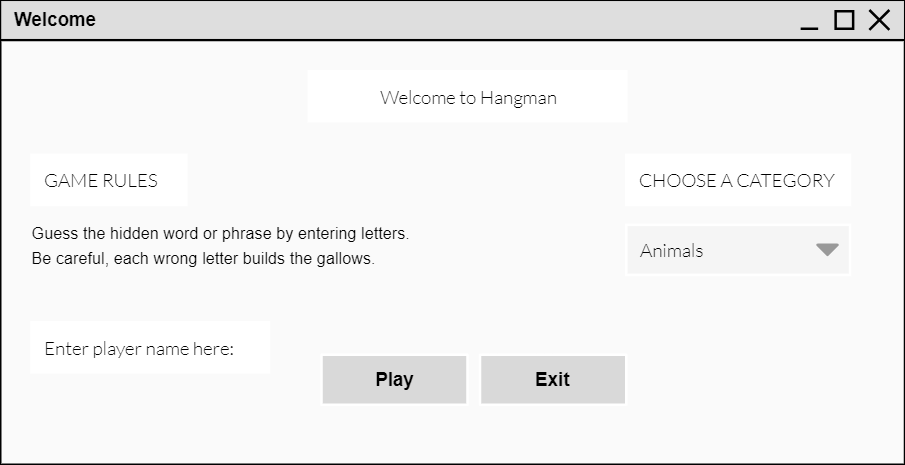 Welcome
Welcome to Hangman
GAME RULES
CHOOSE A CATEGORY
Guess the hidden word or phrase by entering letters.
Be careful, each wrong letter builds the gallows.
Animals
Enter player name here:
Play
Exit